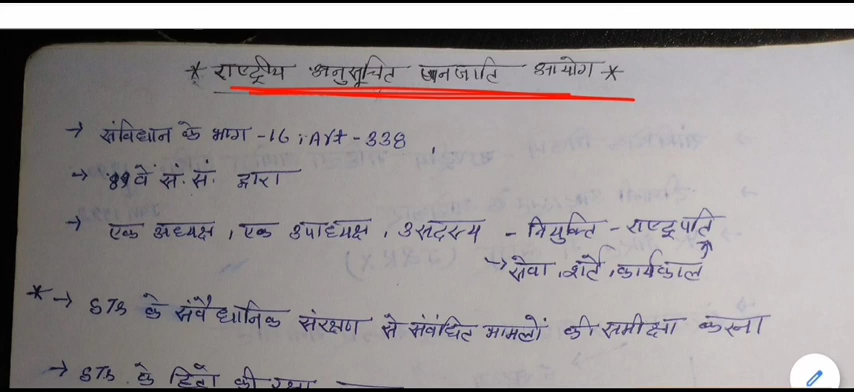 * राष्ट्रीय अनुसूचित जनजाति आयोग *
→ संविधान के भाग -16 , Art - 338
→ 89वें सं. सं. द्वारा
→ एक अध्यक्ष, एक उपाध्यक्ष, 3 सदस्य - नियुक्ति - राष्ट्रपति
→ सेवा, शर्तें, कार्यकाल
* → STs के संवैधानिक संरक्षण से संबंधित मामलों की समीक्षा करना
→ STs के हितों की रक्षा